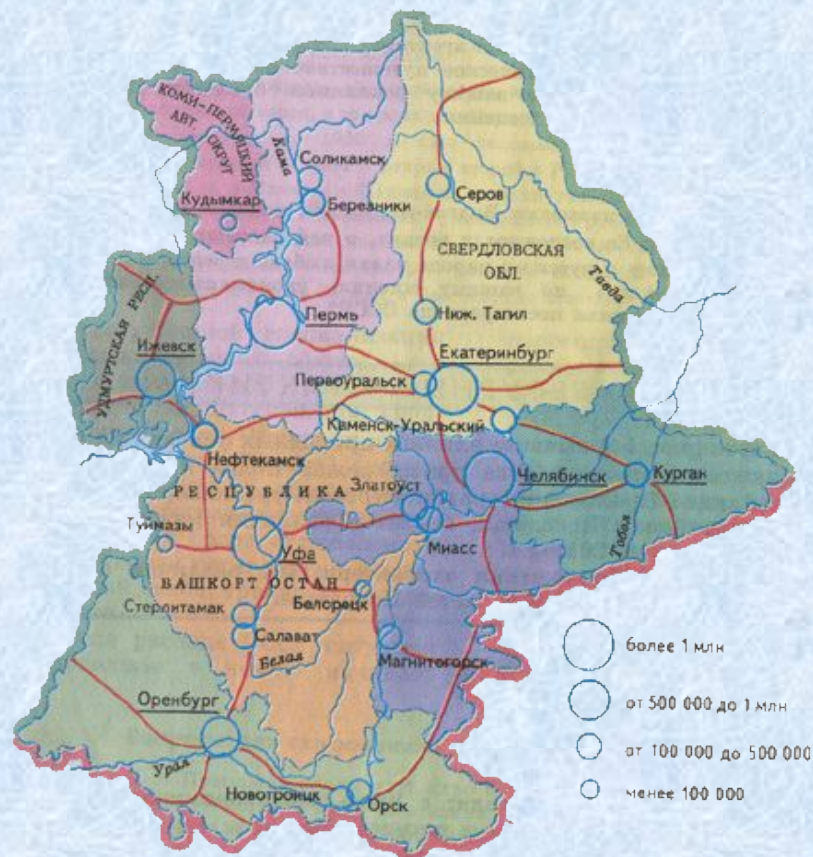 КОМИ-ПЕРМЯЦКИЙ
АВТ. ОКРУГ
Кама
Соликамск
Кудымкар
Березники
Серов
СВЕРДЛОВСКАЯ
ОБЛ.
Тавда
УДМУРТСКАЯ РЕСП.
Пермь
Ниж. Тагил
Ижевск
Екатеринбург
Первоуральск
Каменск-Уральский
Нефтекамск
Челябинск
Курган
РЕСПУБЛИКА
Златоуст
Тобол
Туймазы
Уфа
Миасс
БАШКОРТОСТАН
Белорецк
Стерлитамак
Салават
Белая
Магнитогорск
Оренбург
Урал
Новотроицк
Орск
более 1 млн
от 500 000 до 1 млн
от 100 000 до 500 000
менее 100 000